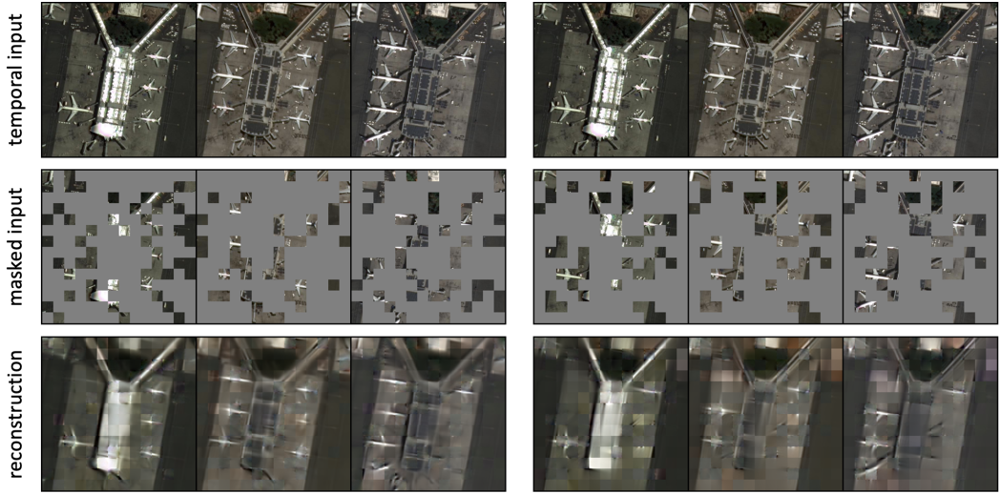 temporal input
masked input
reconstruction